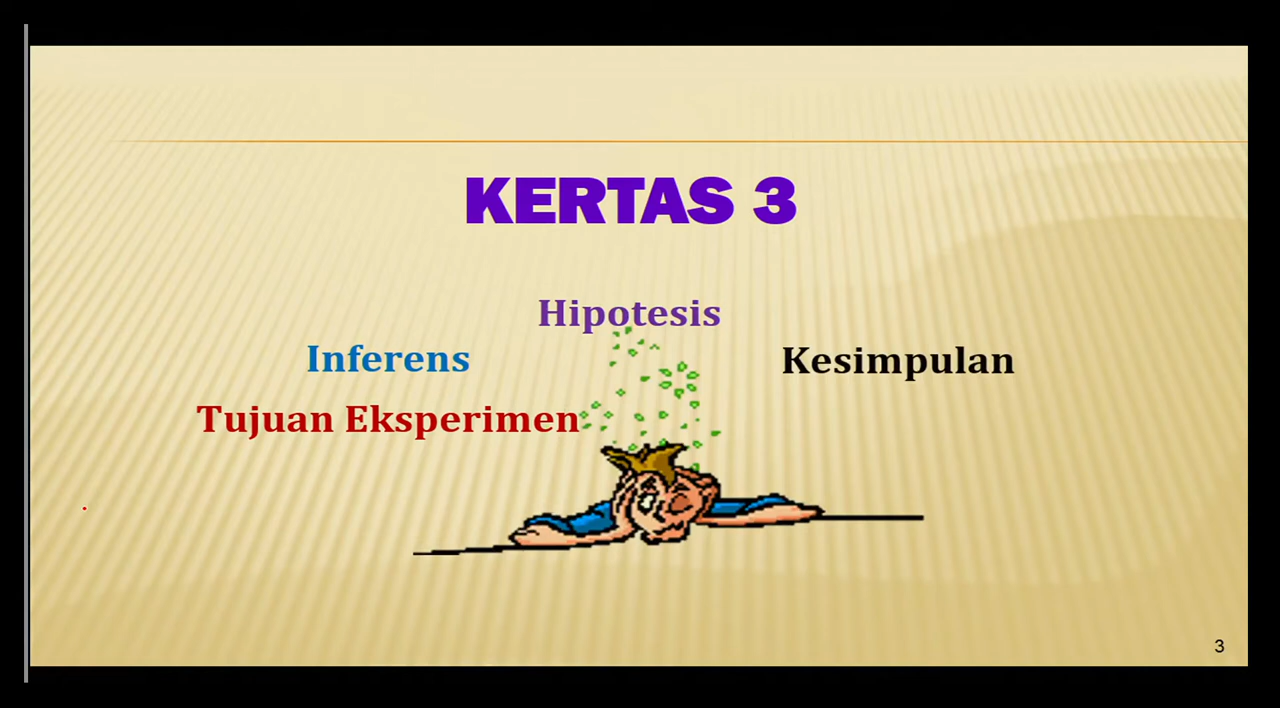 KERTAS 3
Hipotesis
Inferens
Kesimpulan
Tujuan Eksperimen
3